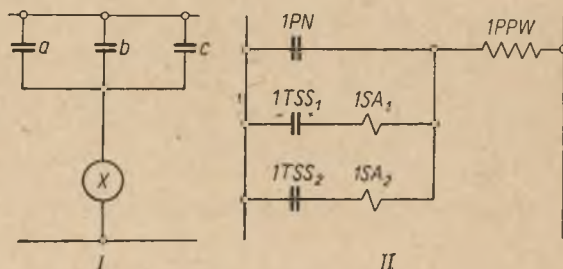 a b c
X
I
1PN
1PPW
1TSS₁ 1SA₁
1TSS₂ 1SA₂
II